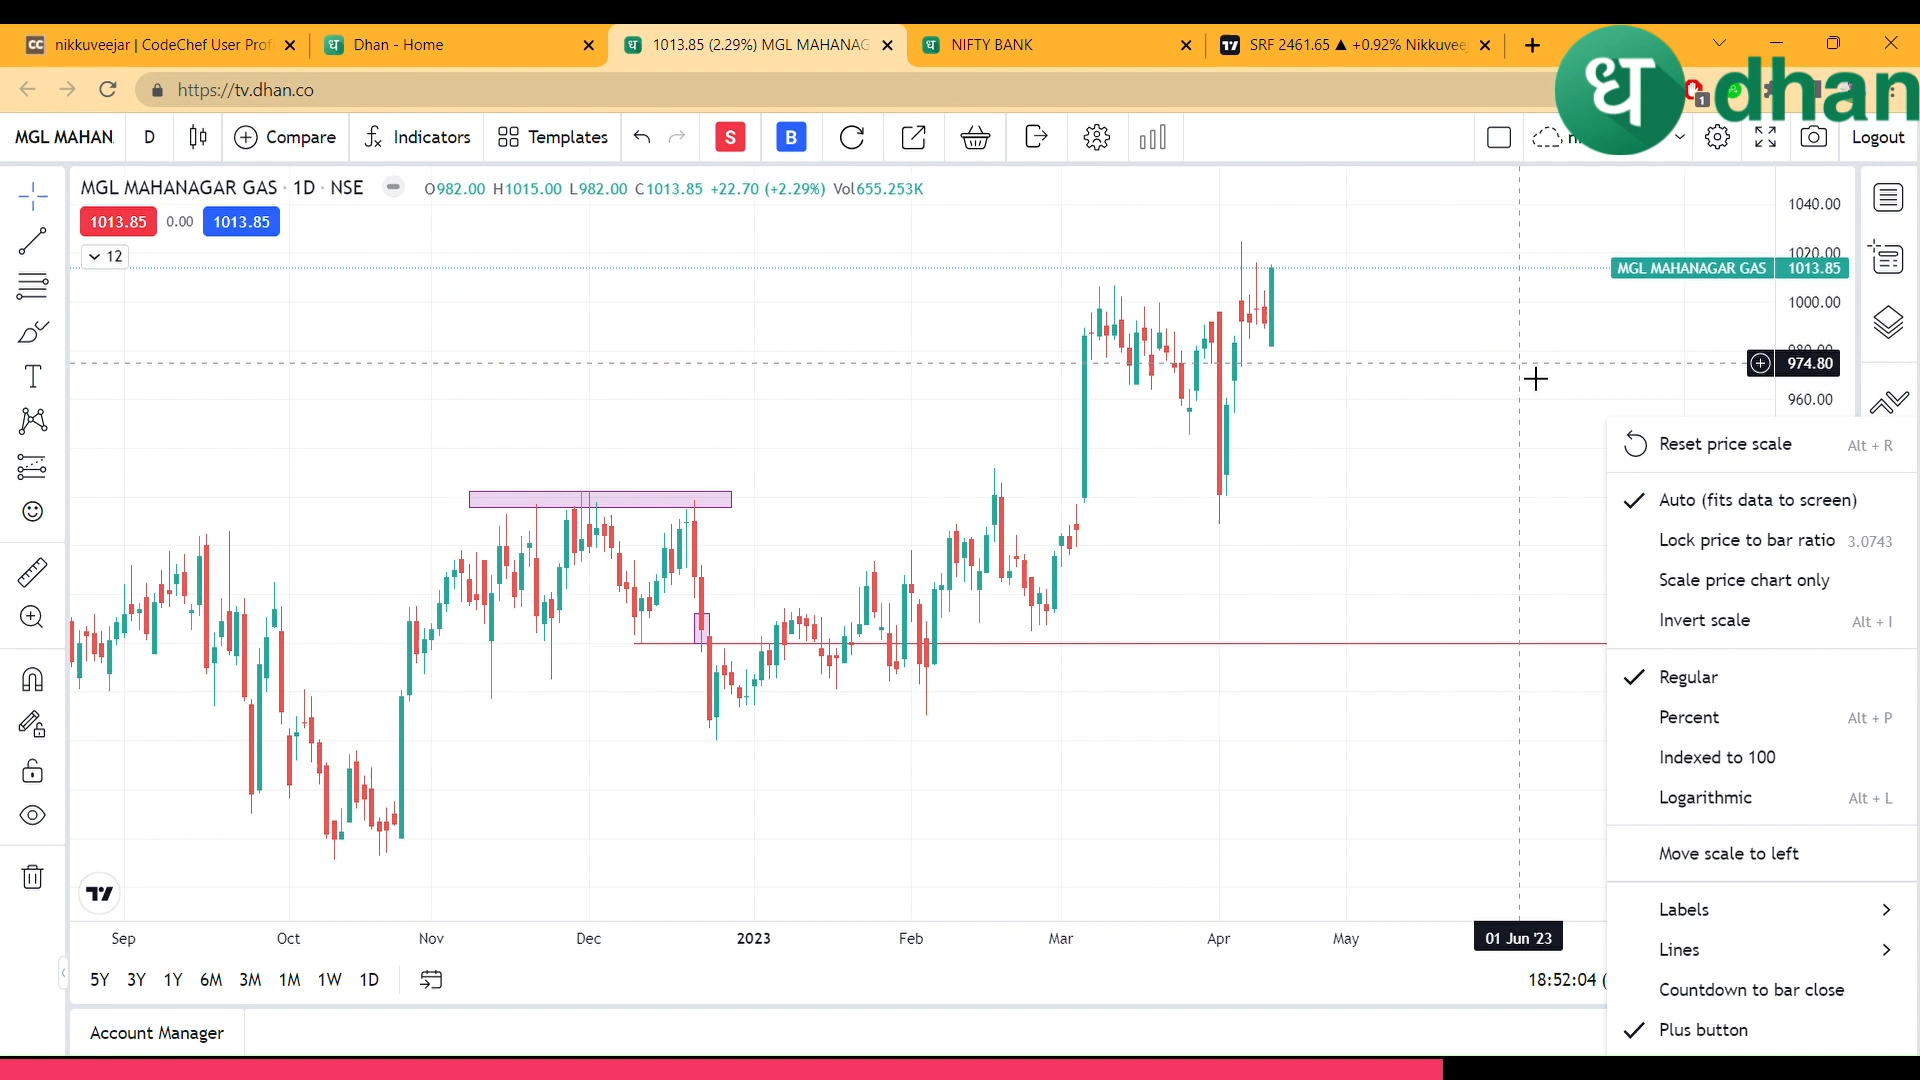 CC nikkuveejar | CodeChef User Prof
ध Dhan - Home
ध 1013.85 (2.29%) MGL MAHANAG
ध NIFTY BANK
SRF 2461.65 ▲ +0.92% Nikkuvee
https://tv.dhan.co
1
ध dhan
MGL MAHAN
D
Compare
Indicators
Templates
S
B
Logout
MGL MAHANAGAR GAS · 1D · NSE
O982.00 H1015.00 L982.00 C1013.85 +22.70 (+2.29%) Vol655.253K
1013.85 0.00 1013.85
12
1040.00
1020.00
MGL MAHANAGAR GAS 1013.85
1000.00
980.00
974.80
960.00
Reset price scale Alt + R
Auto (fits data to screen)
Lock price to bar ratio 3.0743
Scale price chart only
Invert scale Alt + I
Regular
Percent Alt + P
Indexed to 100
Logarithmic Alt + L
Move scale to left
Labels
Lines
Countdown to bar close
Plus button
Sep Oct Nov Dec 2023 Feb Mar Apr May 01 Jun '23
5Y 3Y 1Y 6M 3M 1M 1W 1D
18:52:04 (
Account Manager